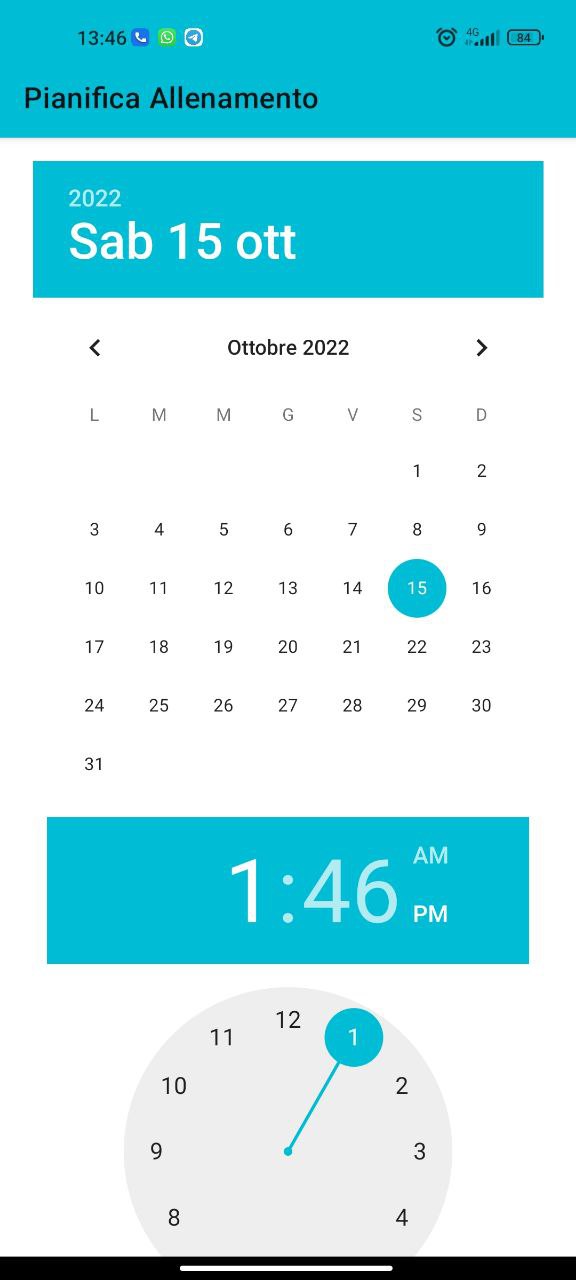 13:46 4G 84
Pianifica Allenamento
2022
Sab 15 ott
Ottobre 2022
L M M G V S D
1 2
3 4 5 6 7 8 9
10 11 12 13 14 15 16
17 18 19 20 21 22 23
24 25 26 27 28 29 30
31
AM
1:46
PM
12
11 1
10 2
9 3
8 4